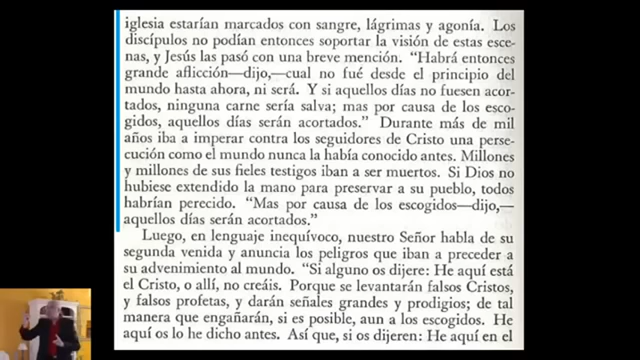 iglesia estarían marcados con sangre, lágrimas y agonía. Los
discípulos no podían entonces soportar la visión de estas esce-
nas, y Jesús las pasó con una breve mención. “Habrá entonces
grande aflicción—dijo,—cual no fué desde el principio del
mundo hasta ahora, ni será. Y si aquellos días no fuesen acor-
tados, ninguna carne sería salva; mas por causa de los esco-
gidos, aquellos días serán acortados.” Durante más de mil
años iba a imperar contra los seguidores de Cristo una perse-
cución como el mundo nunca la había conocido antes. Millones
y millones de sus fieles testigos iban a ser muertos. Si Dios no
hubiese extendido la mano para preservar a su pueblo, todos
habrían perecido. “Mas por causa de los escogidos—dijo,—
aquellos días serán acortados.”
Luego, en lenguaje inequívoco, nuestro Señor habla de su
segunda venida y anuncia los peligros que iban a preceder a
su advenimiento al mundo. “Si alguno os dijere: He aquí está
el Cristo, o allí, no creáis. Porque se levantarán falsos Cristos,
y falsos profetas, y darán señales grandes y prodigios; de tal
manera que engañarán, si es posible, aun a los escogidos. He
aquí os lo he dicho antes. Así que, si os dijeren: He aquí en el